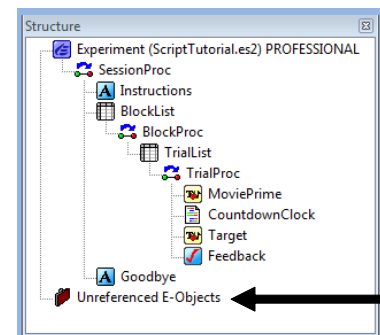 Structure
Experiment (ScriptTutorial.es2) PROFESSIONAL
SessionProc
A Instructions
BlockList
BlockProc
TrialList
TrialProc
MoviePrime
CountdownClock
Target
Feedback
A Goodbye
Unreferenced E-Objects